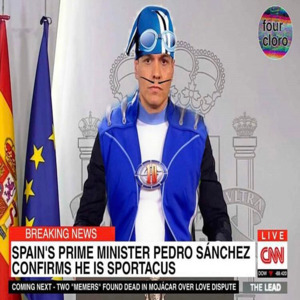 four
cloro
BREAKING NEWS
LIVE
SPAIN'S PRIME MINISTER PEDRO SÁNCHEZ
CONFIRMS HE IS SPORTACUS
CNN
COMING NEXT - TWO "MEMERS" FOUND DEAD IN MOJÁCAR OVER LOVE DISPUTE
THE LEAD